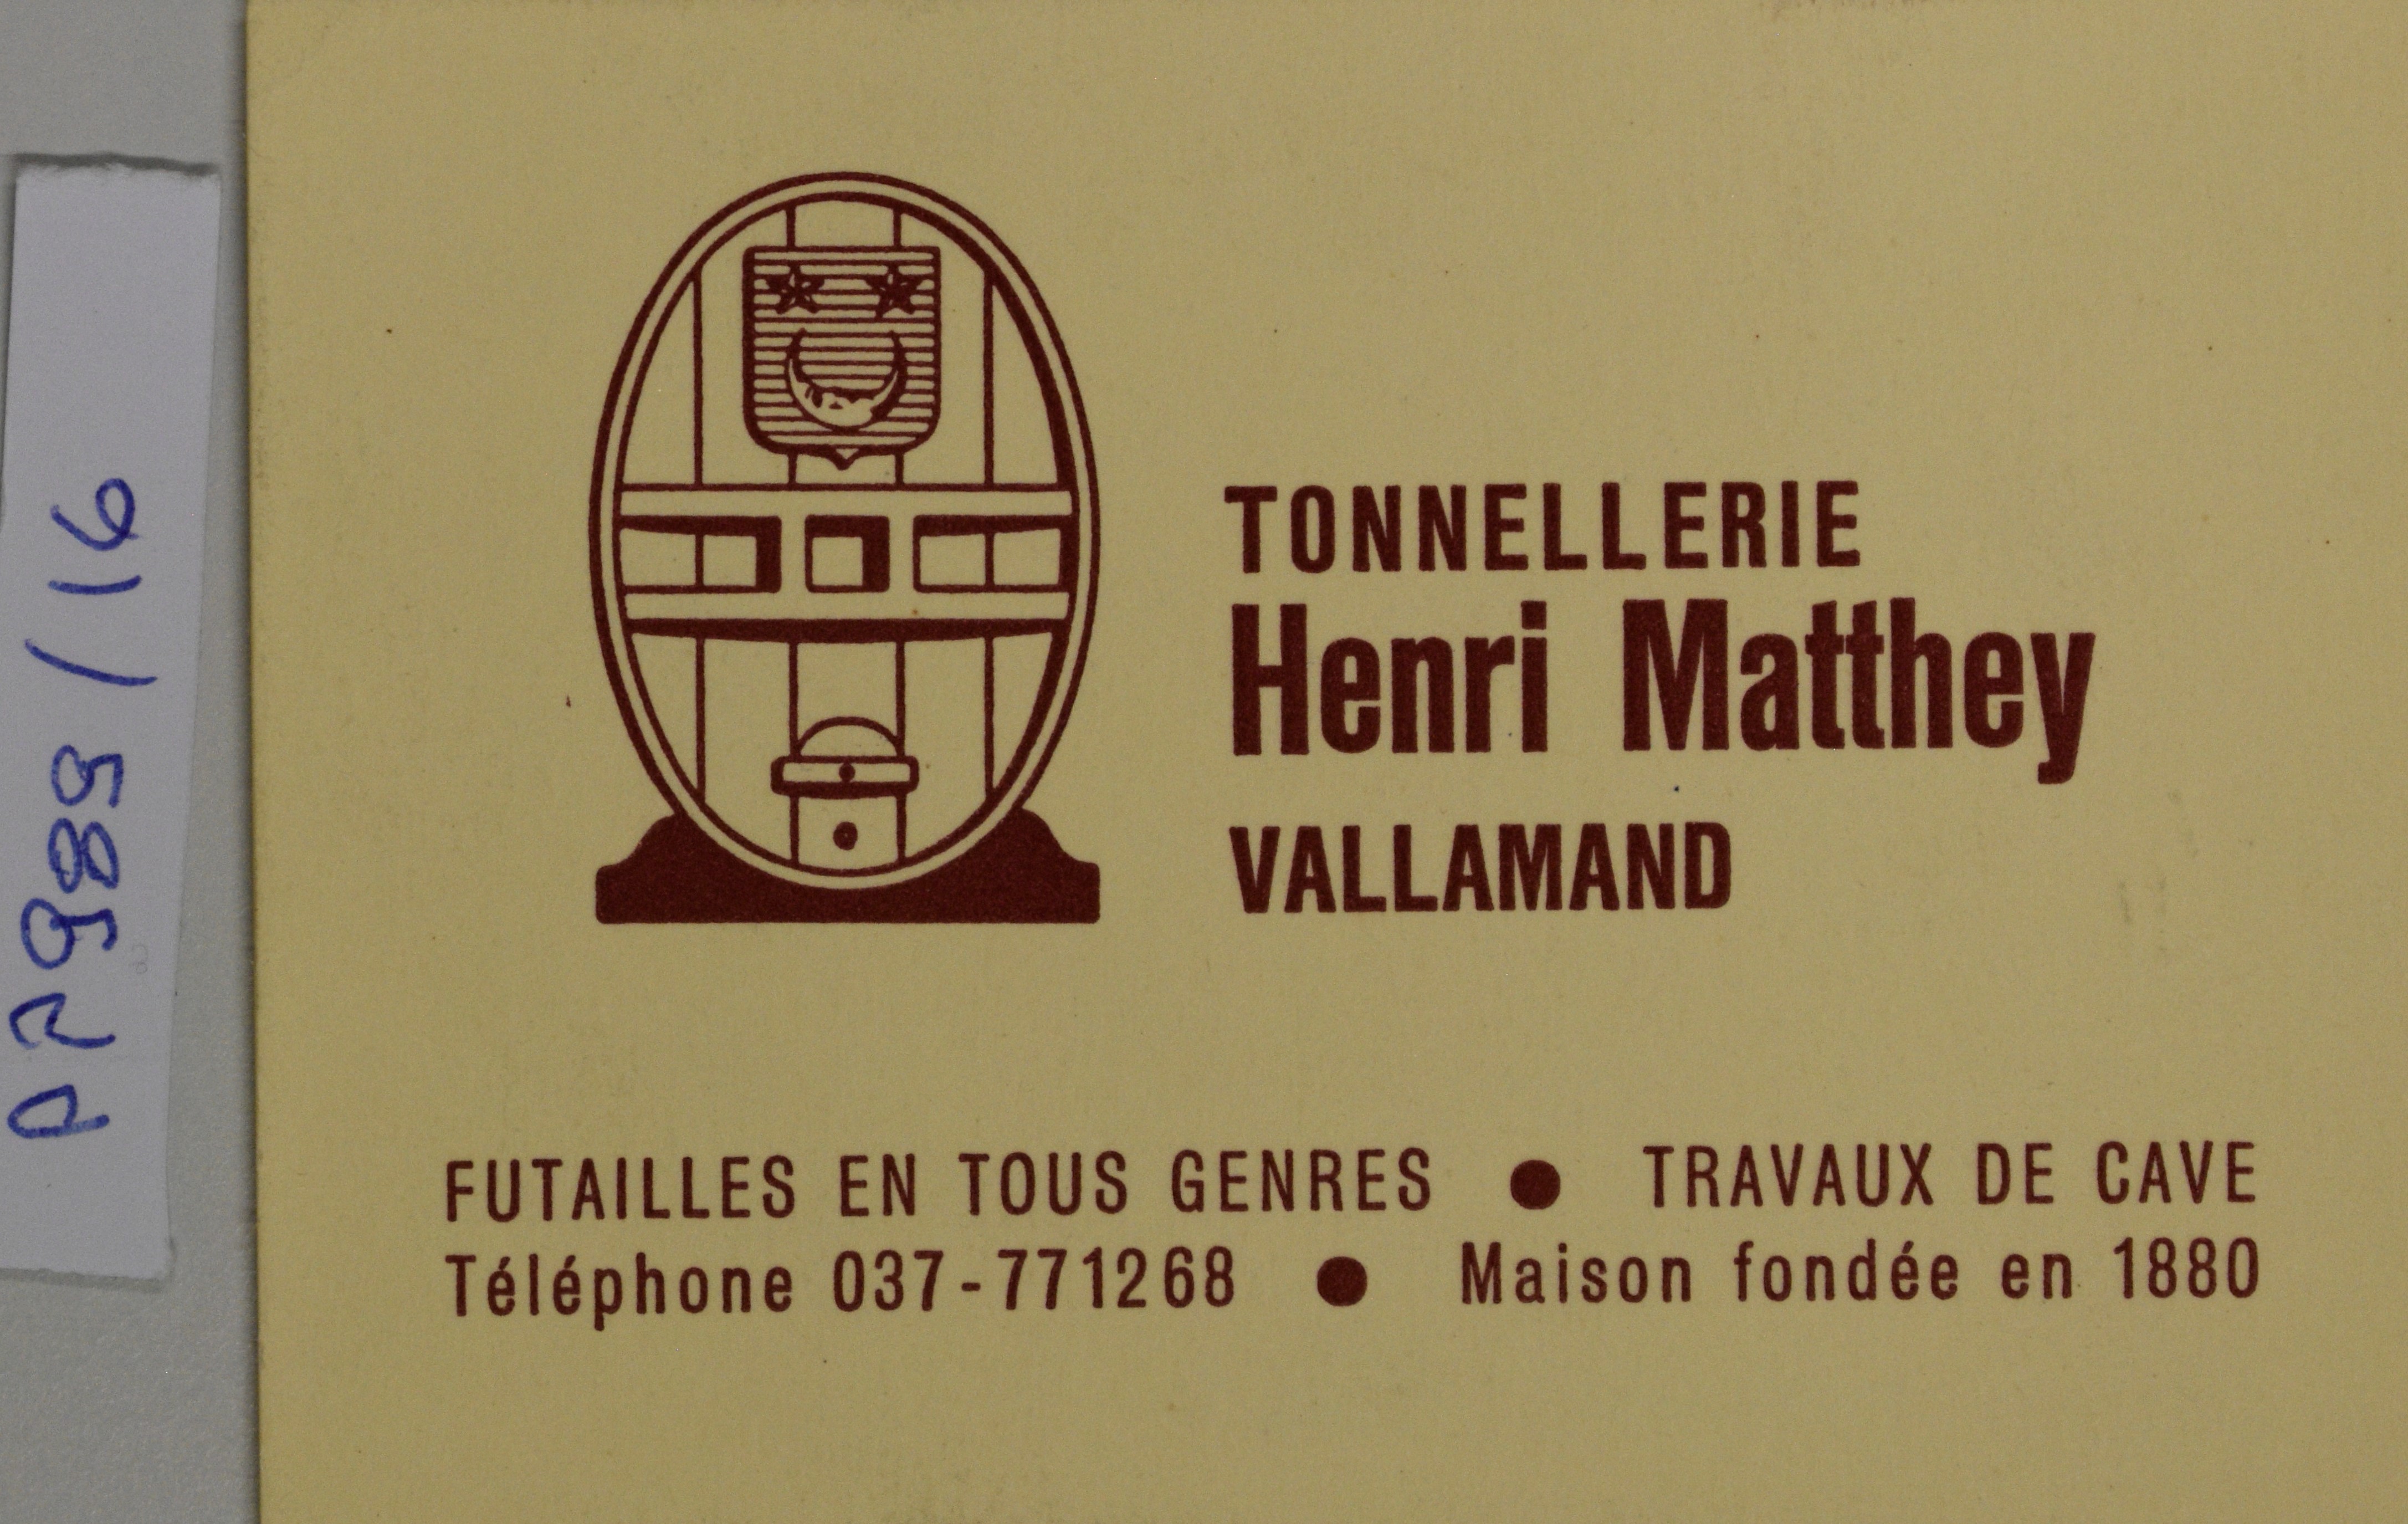 AP989/16
TONNELLERIE
Henri Matthey
VALLAMAND
FUTAILLES EN TOUS GENRES ● TRAVAUX DE CAVE
Téléphone 037-771268 ● Maison fondée en 1880